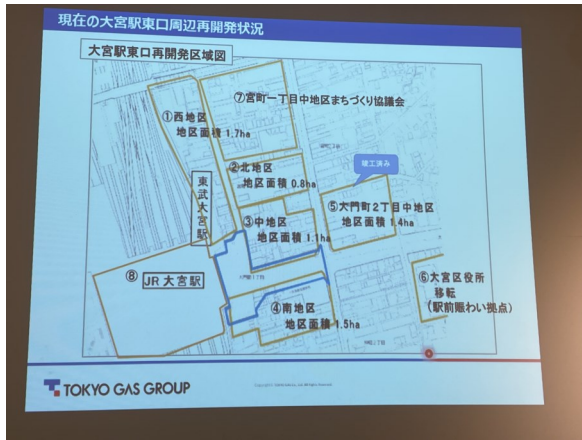 現在の大宮駅東口周辺再開発状況
大宮駅東口再開発区域図
⑦宮町一丁目中地区まちづくり協議会
①西地区
地区面積 1.7ha
竣工済み
②北地区
地区面積 0.8ha
東武大宮駅
⑤大門町2丁目中地区
地区面積 1.4ha
③中地区
地区面積 1.1ha
⑧
JR 大宮駅
⑥大宮区役所
移転
(駅前賑わい拠点)
④南地区
地区面積 1.5ha
TOKYO GAS GROUP